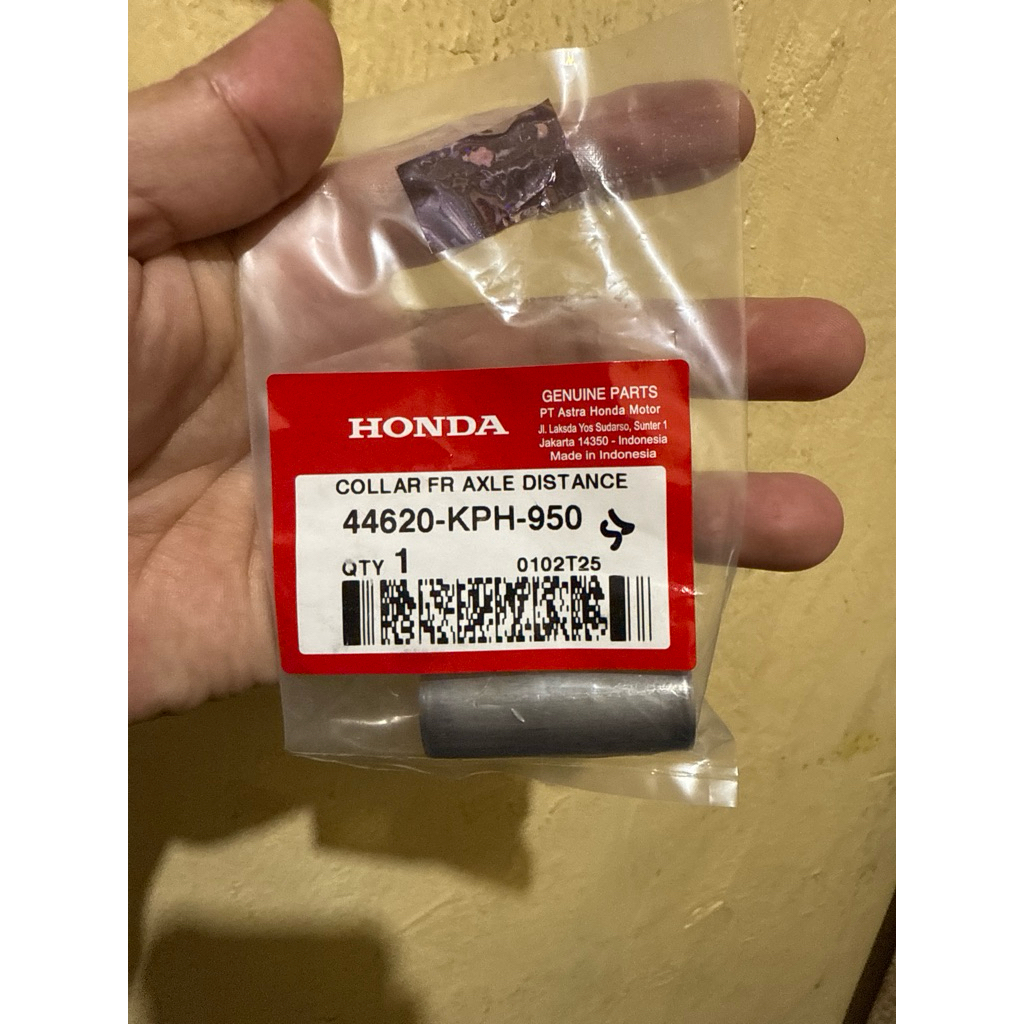 HONDA
GENUINE PARTS
PT Astra Honda Motor
Jl. Laksda Yos Sudarso, Sunter 1
Jakarta 14350 - Indonesia
Made in Indonesia
COLLAR FR AXLE DISTANCE
44620-KPH-950
QTY 1 0102T25